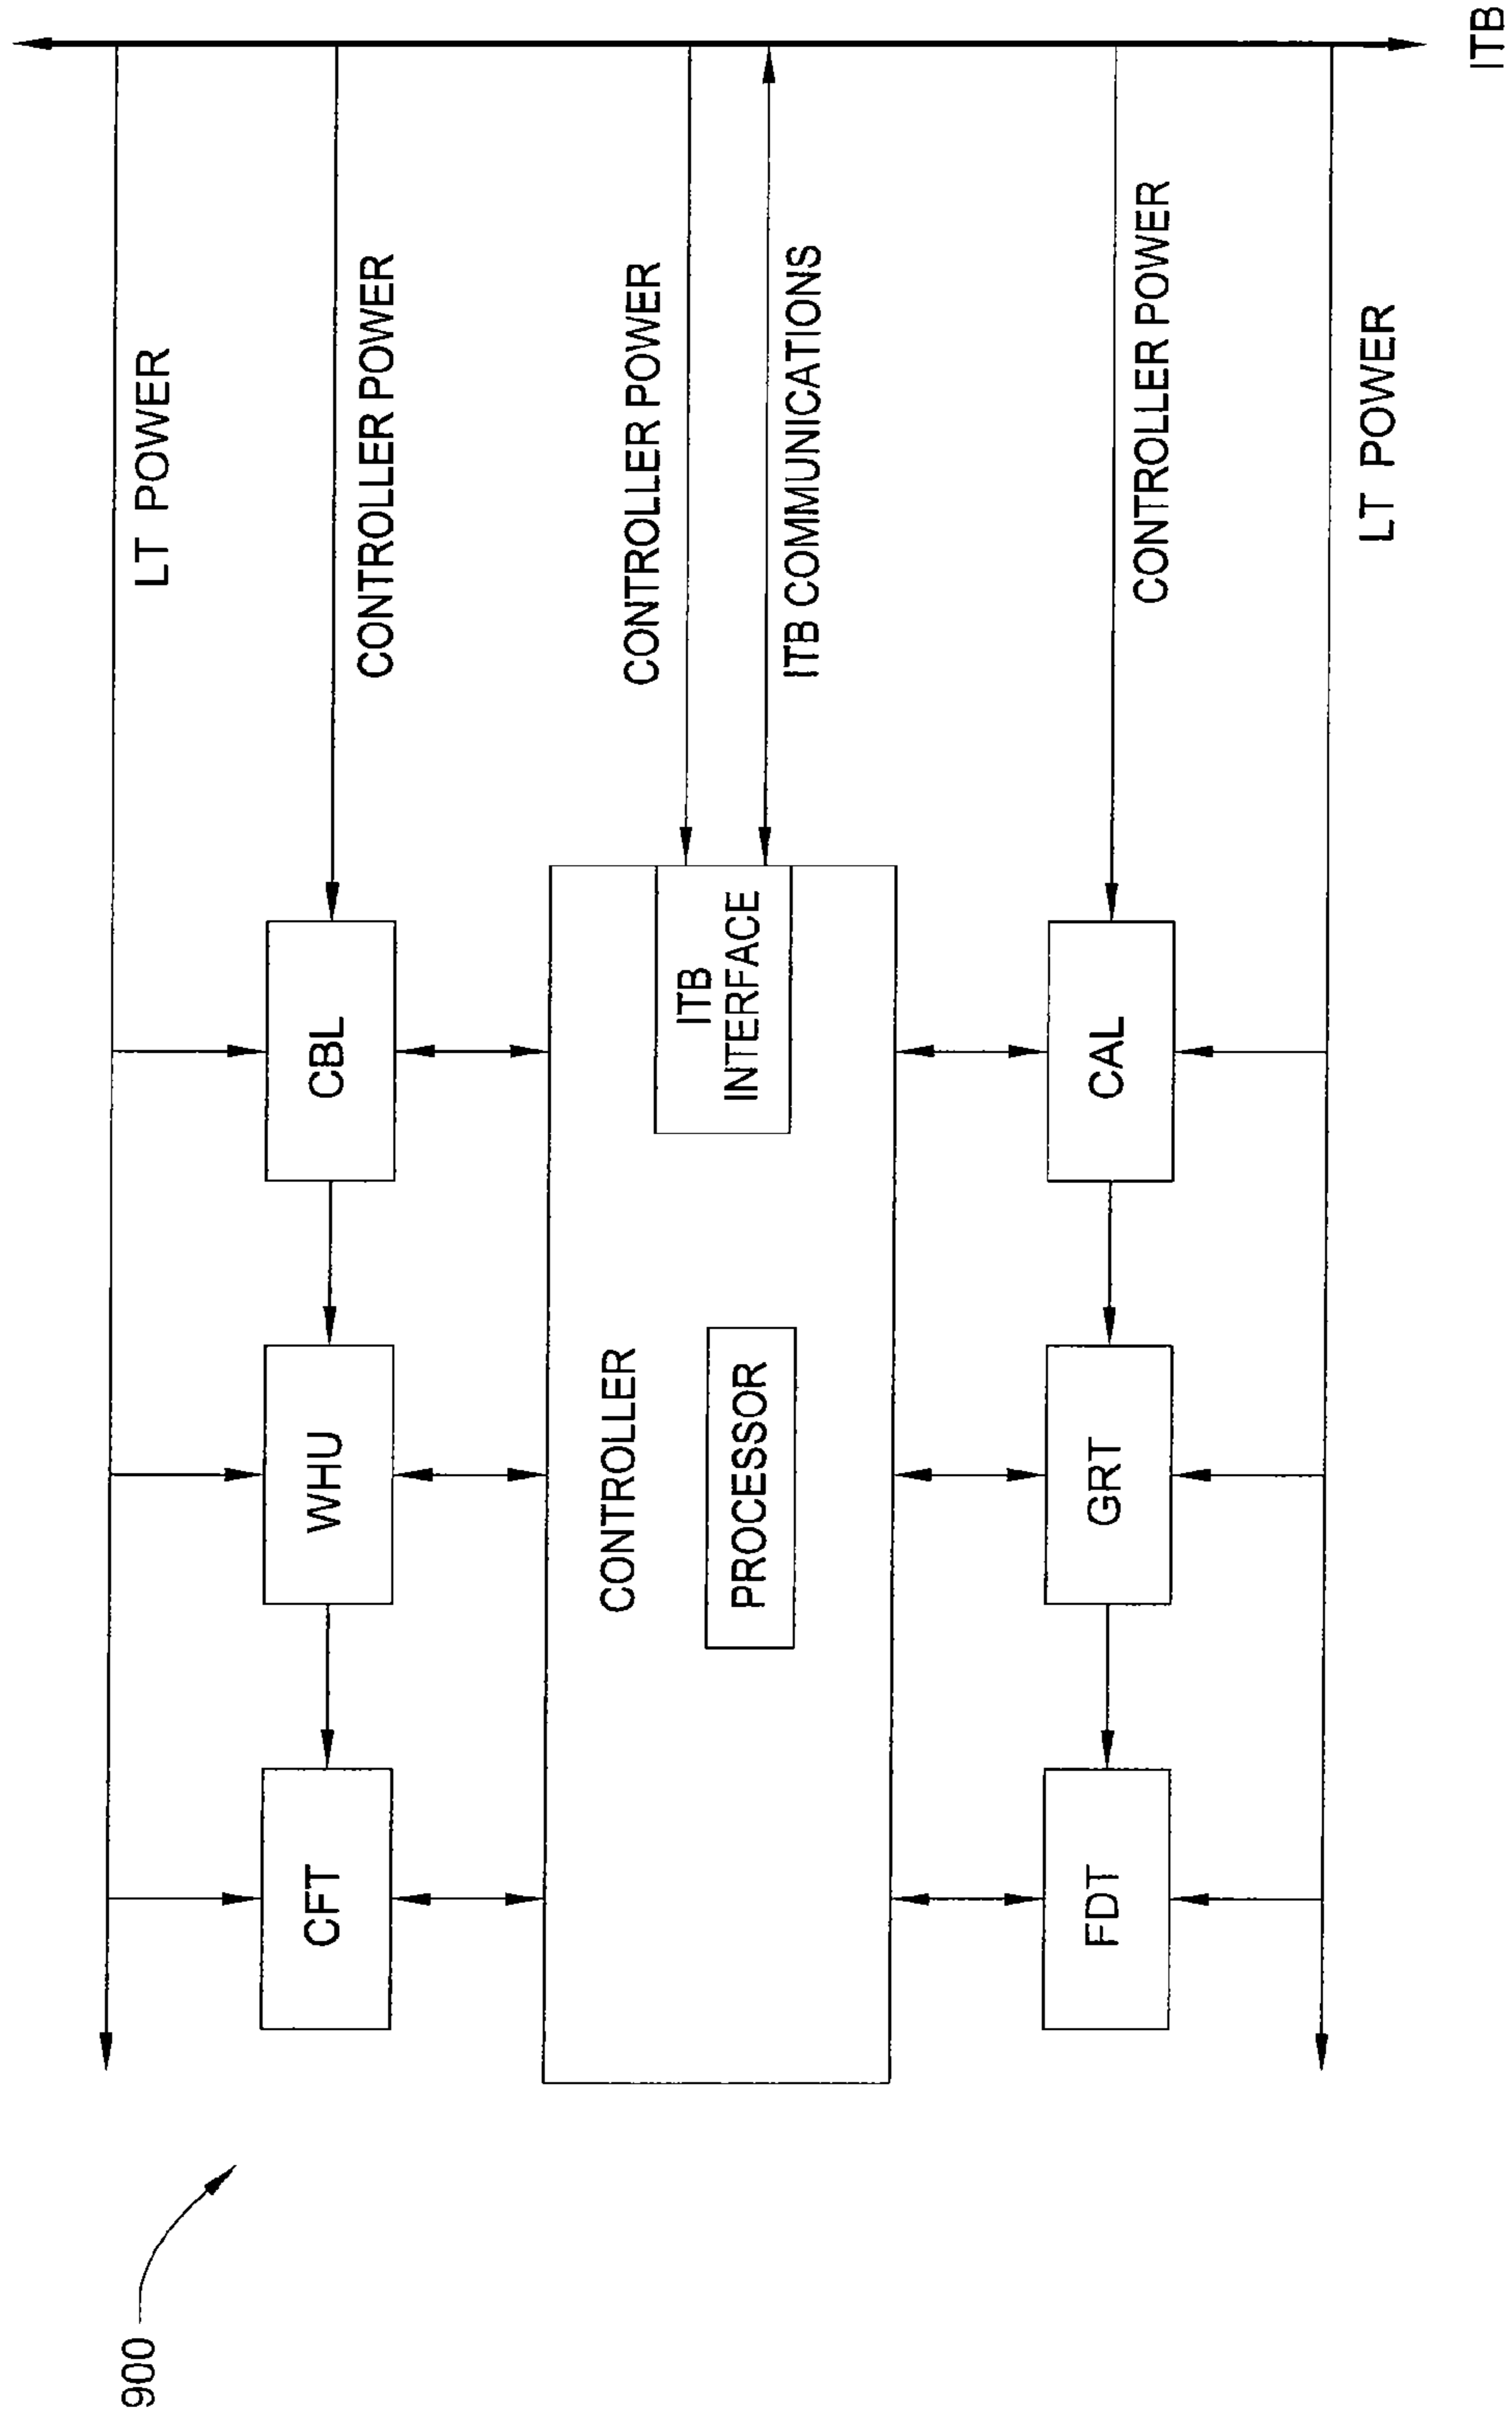 900
LT POWER
CFT
WHU
CBL
CONTROLLER POWER
CONTROLLER
PROCESSOR
ITB
INTERFACE
CONTROLLER POWER
ITB COMMUNICATIONS
FDT
GRT
CAL
CONTROLLER POWER
LT POWER
ITB